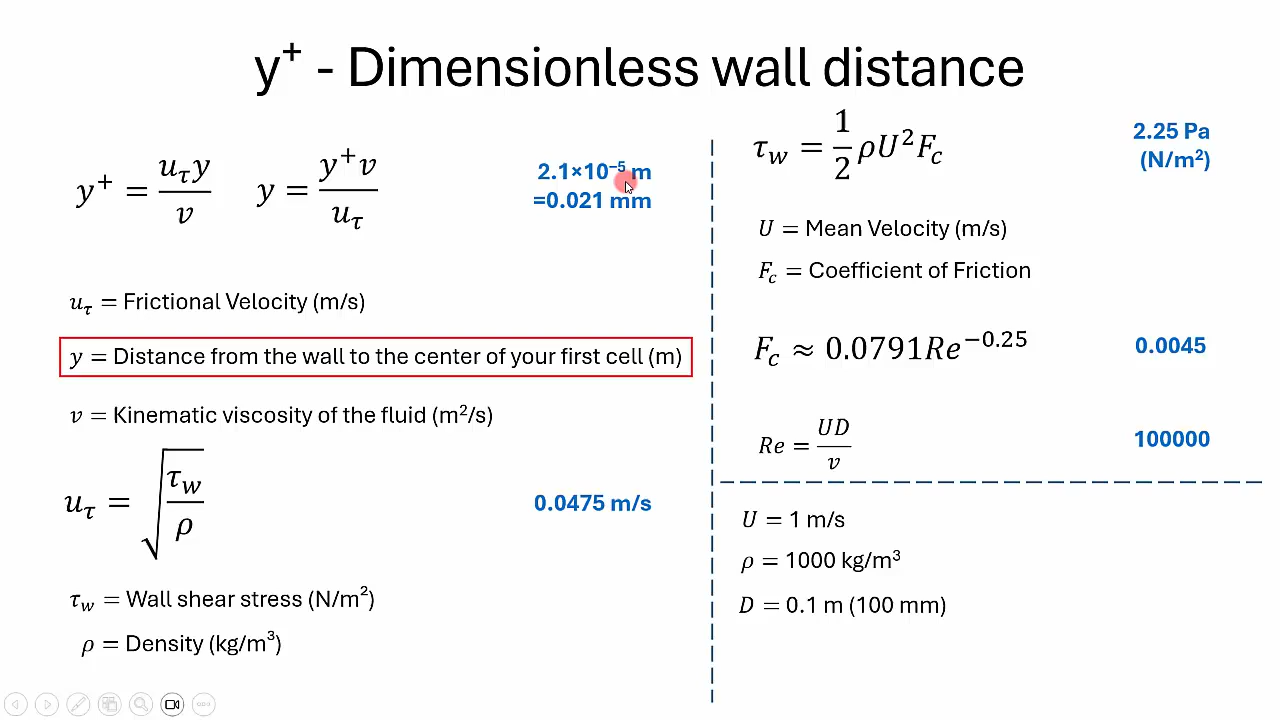 y⁺ - Dimensionless wall distance
y⁺ = u_τ y / v
y = y⁺v / u_τ
2.1×10⁻⁵ m
=0.021 mm
u_τ = Frictional Velocity (m/s)
y = Distance from the wall to the center of your first cell (m)
v = Kinematic viscosity of the fluid (m²/s)
u_τ = √(τ_w / ρ)
0.0475 m/s
τ_w = Wall shear stress (N/m²)
ρ = Density (kg/m³)
τ_w = 1/2 ρU²F_c
2.25 Pa
(N/m²)
U = Mean Velocity (m/s)
F_c = Coefficient of Friction
F_c ≈ 0.0791Re^−0.25
0.0045
Re = UD / v
100000
U = 1 m/s
ρ = 1000 kg/m³
D = 0.1 m (100 mm)